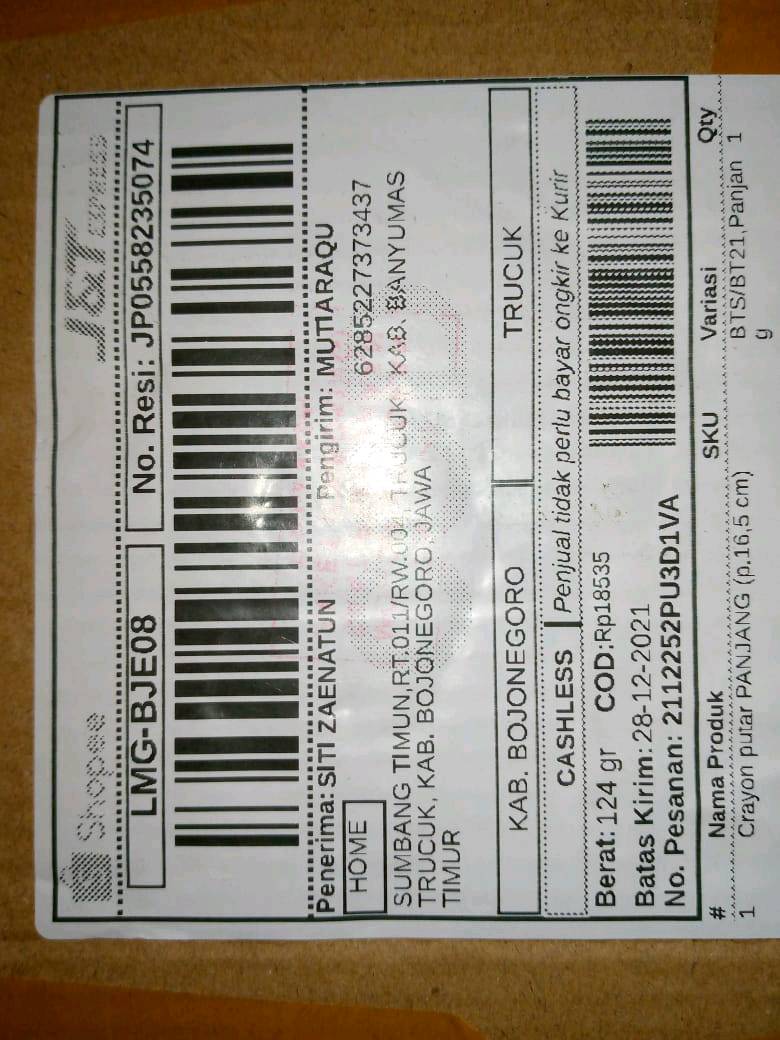 Shopee J&T EXPRESS
LMG-BJE08 No. Resi: JP0558235074
Penerima: SITI ZAENATUN Pengirim: MUTIARAQU
HOME 6285227373437
SUMBANG TIMUN,RT.011/RW.002, TRUCUK, KAB. BANYUMAS
TRUCUK, KAB. BOJONEGORO, JAWA
TIMUR
KAB. BOJONEGORO TRUCUK
CASHLESS Penjual tidak perlu bayar ongkir ke Kurir
Berat: 124 gr COD:Rp18535
Batas Kirim: 28-12-2021
No. Pesanan: 2112252PU3D1VA
# Nama Produk SKU Variasi Qty
1 Crayon putar PANJANG (p.16,5 cm) BTS/BT21,Panjan 1
g